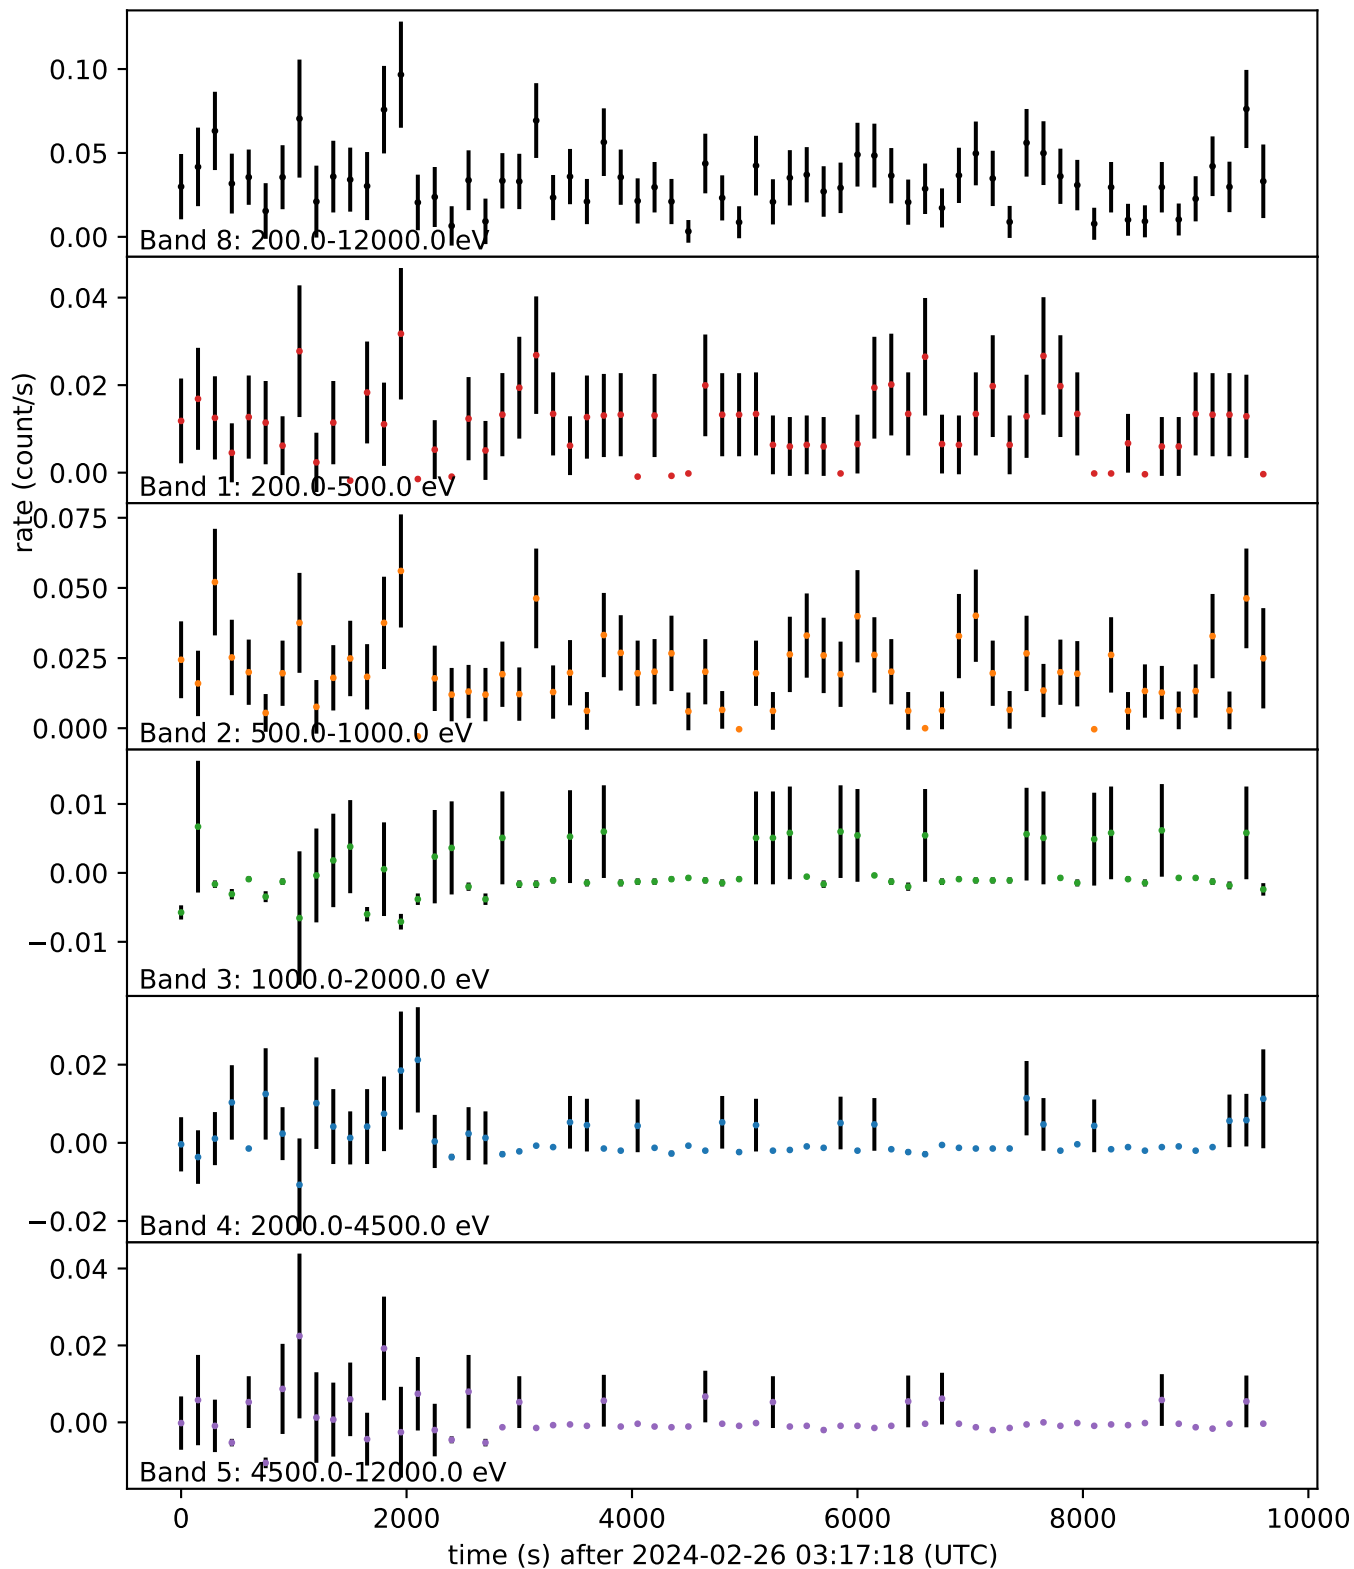 0.10
0.05
0.00
Band 8: 200.0-12000.0 eV
0.04
0.02
0.00
Band 1: 200.0-500.0 eV
rate (count/s)
0.075
0.050
0.025
0.000
Band 2: 500.0-1000.0 eV
0.01
0.00
−0.01
Band 3: 1000.0-2000.0 eV
0.02
0.00
−0.02
Band 4: 2000.0-4500.0 eV
0.04
0.02
0.00
Band 5: 4500.0-12000.0 eV
0 2000 4000 6000 8000 10000
time (s) after 2024-02-26 03:17:18 (UTC)